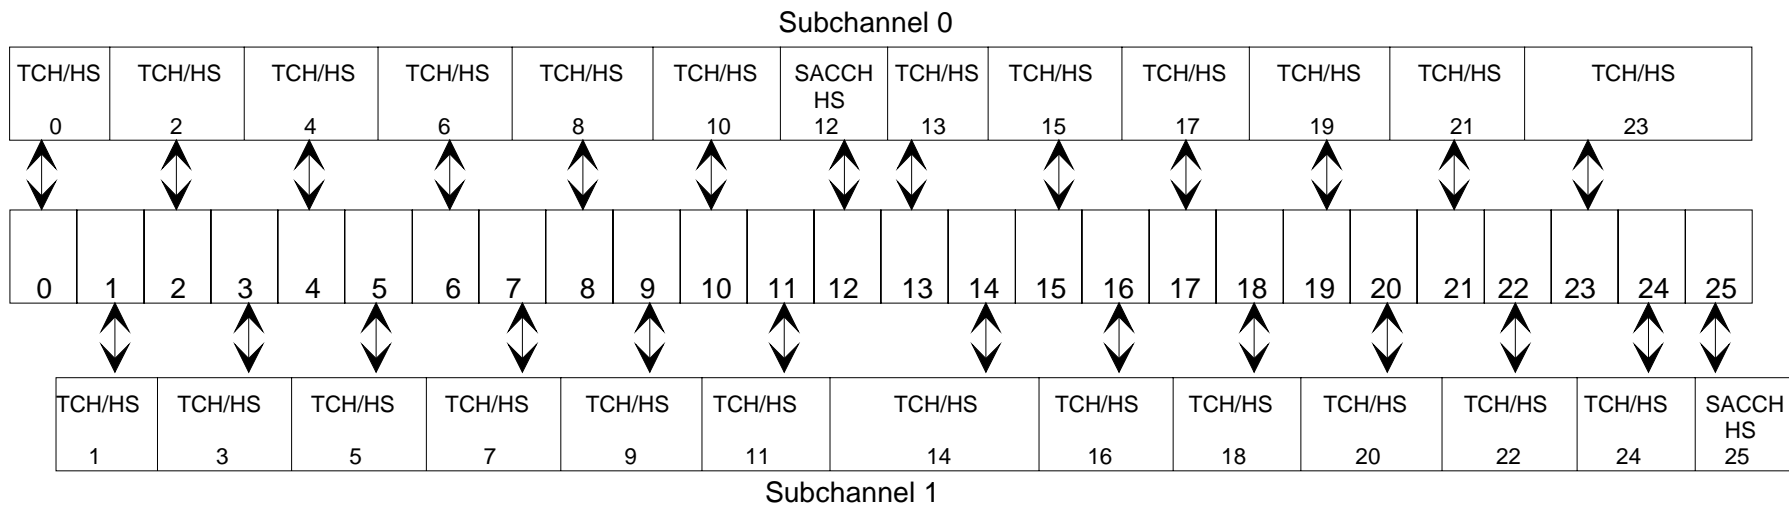 Subchannel 0
TCH/HS TCH/HS TCH/HS TCH/HS TCH/HS TCH/HS SACCH TCH/HS TCH/HS TCH/HS TCH/HS TCH/HS TCH/HS
HS
0 2 4 6 8 10 12 13 15 17 19 21 23
0 1 2 3 4 5 6 7 8 9 10 11 12 13 14 15 16 17 18 19 20 21 22 23 24 25
TCH/HS TCH/HS TCH/HS TCH/HS TCH/HS TCH/HS TCH/HS TCH/HS TCH/HS TCH/HS TCH/HS TCH/HS SACCH
HS
1 3 5 7 9 11 14 16 18 20 22 24 25
Subchannel 1